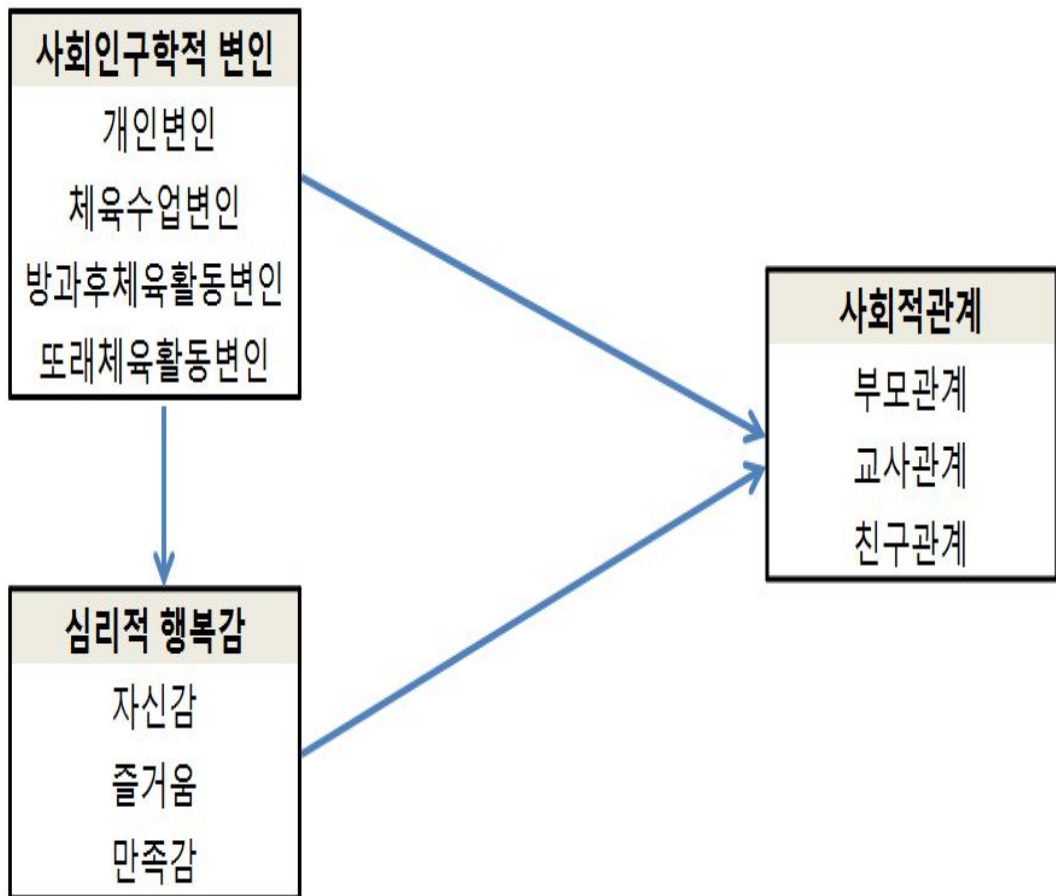 사회인구학적 변인
개인변인
체육수업변인
방과후체육활동변인
또래체육활동변인
심리적 행복감
자신감
즐거움
만족감
사회적관계
부모관계
교사관계
친구관계